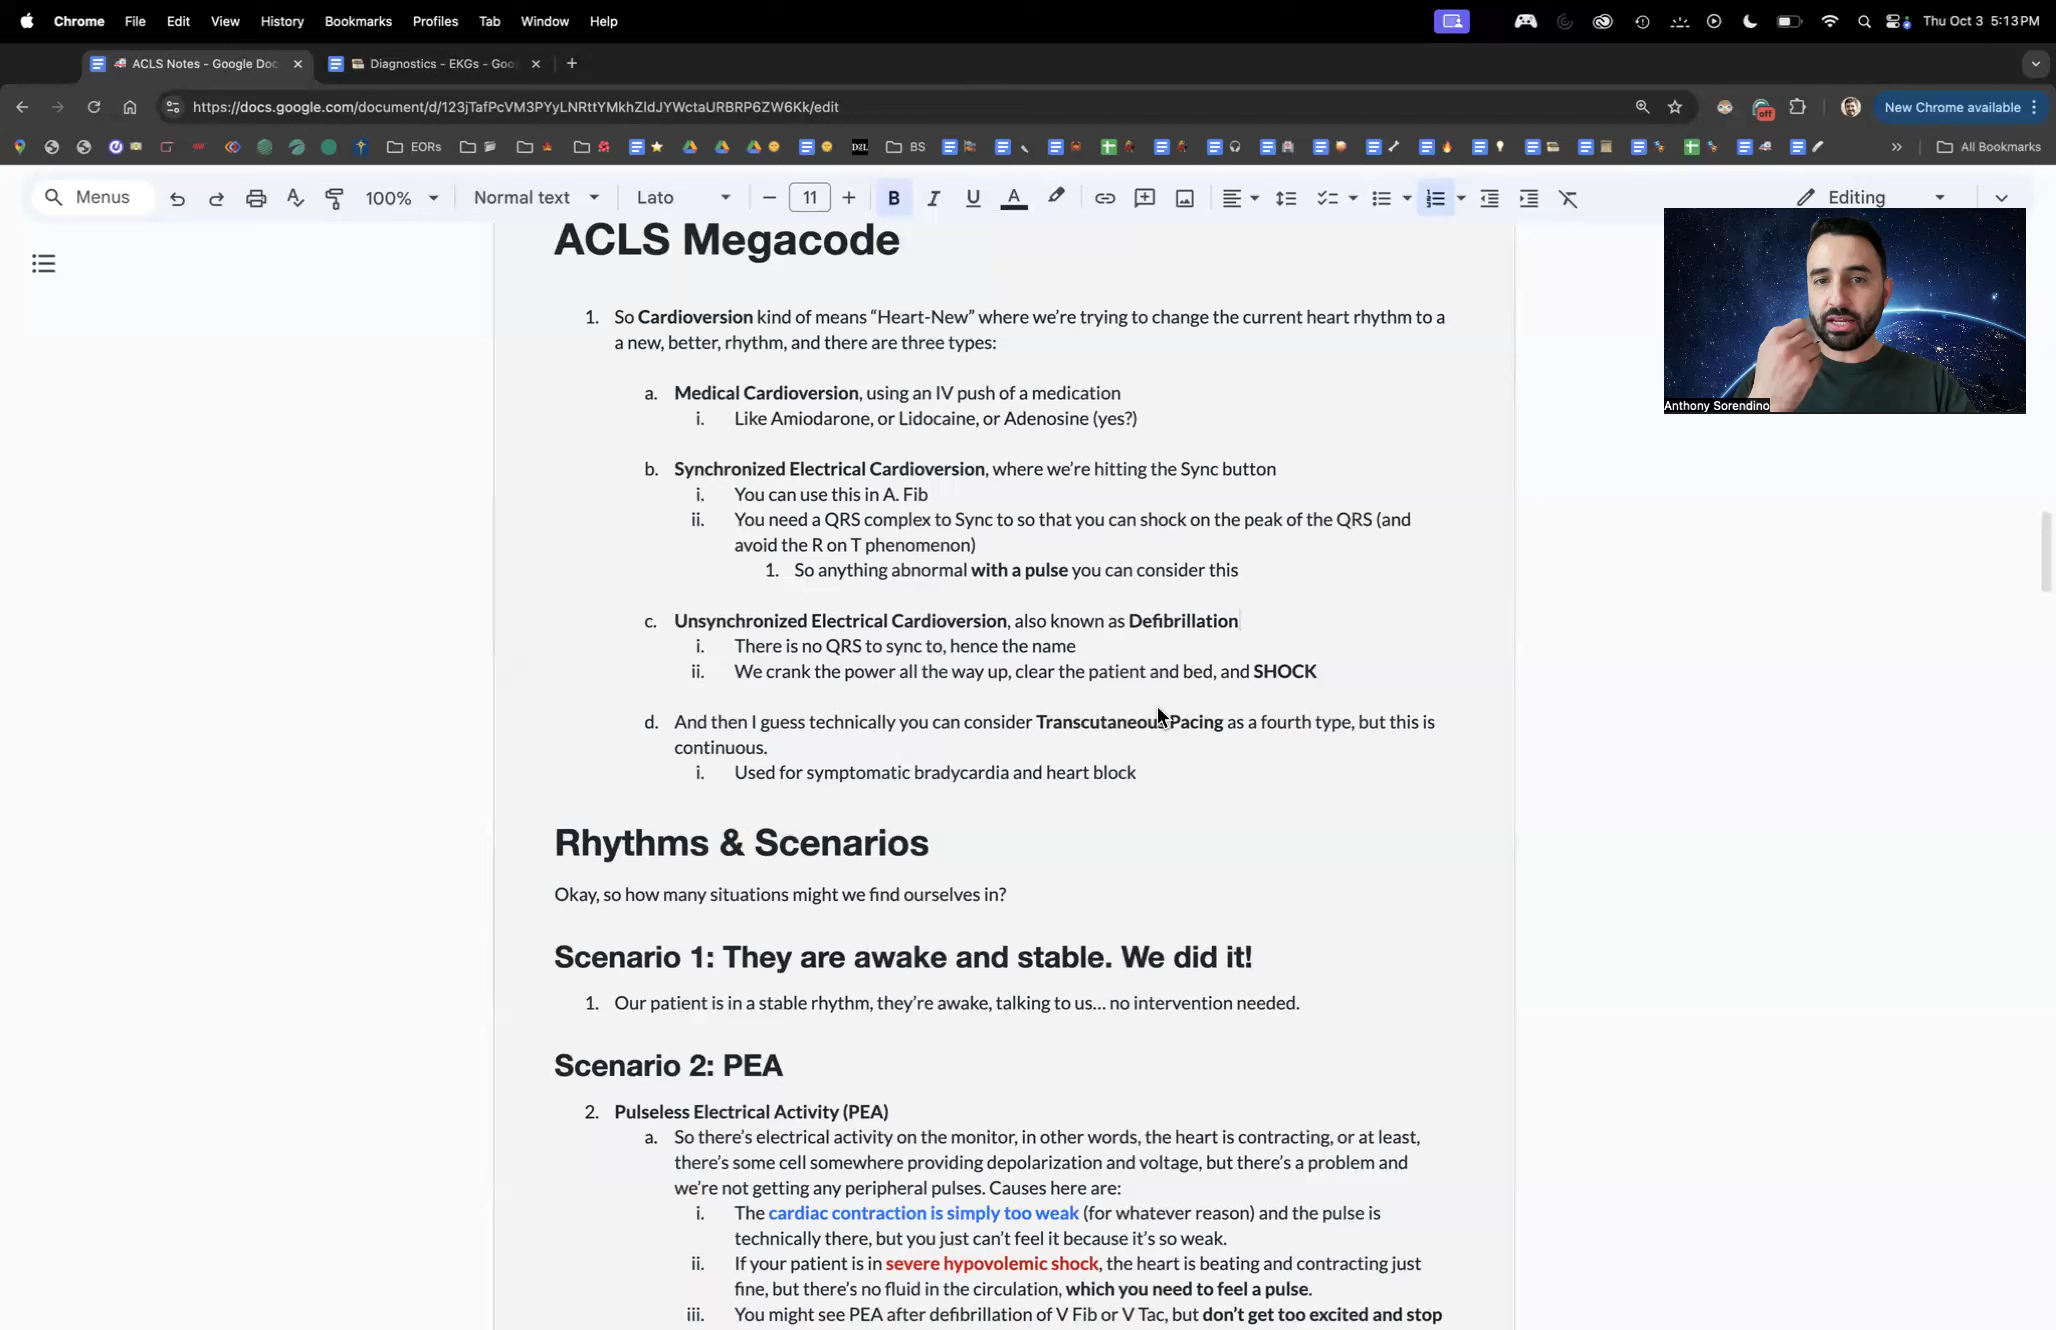 Chrome File Edit View History Bookmarks Profiles Tab Window Help Thu Oct 3 5:13 PM
ACLS Notes - Google Doc Diagnostics - EKGs - Goo
https://docs.google.com/document/d/123jTafPcVM3PYyLNRttYMkhZIdJYWctaURBRP6ZW6Kk/edit New Chrome available
EORs D2L BS All Bookmarks
Menus 100% Normal text Lato 11 B I U A Editing
ACLS Megacode
Anthony Sorendino
1. So Cardioversion kind of means “Heart-New” where we’re trying to change the current heart rhythm to a
a new, better, rhythm, and there are three types:
a. Medical Cardioversion, using an IV push of a medication
i. Like Amiodarone, or Lidocaine, or Adenosine (yes?)
b. Synchronized Electrical Cardioversion, where we’re hitting the Sync button
i. You can use this in A. Fib
ii. You need a QRS complex to Sync to so that you can shock on the peak of the QRS (and
avoid the R on T phenomenon)
1. So anything abnormal with a pulse you can consider this
c. Unsynchronized Electrical Cardioversion, also known as Defibrillation
i. There is no QRS to sync to, hence the name
ii. We crank the power all the way up, clear the patient and bed, and SHOCK
d. And then I guess technically you can consider Transcutaneous Pacing as a fourth type, but this is
continuous.
i. Used for symptomatic bradycardia and heart block
Rhythms & Scenarios
Okay, so how many situations might we find ourselves in?
Scenario 1: They are awake and stable. We did it!
1. Our patient is in a stable rhythm, they’re awake, talking to us... no intervention needed.
Scenario 2: PEA
2. Pulseless Electrical Activity (PEA)
a. So there’s electrical activity on the monitor, in other words, the heart is contracting, or at least,
there’s some cell somewhere providing depolarization and voltage, but there’s a problem and
we’re not getting any peripheral pulses. Causes here are:
i. The cardiac contraction is simply too weak (for whatever reason) and the pulse is
technically there, but you just can’t feel it because it’s so weak.
ii. If your patient is in severe hypovolemic shock, the heart is beating and contracting just
fine, but there’s no fluid in the circulation, which you need to feel a pulse.
iii. You might see PEA after defibrillation of V Fib or V Tac, but don’t get too excited and stop